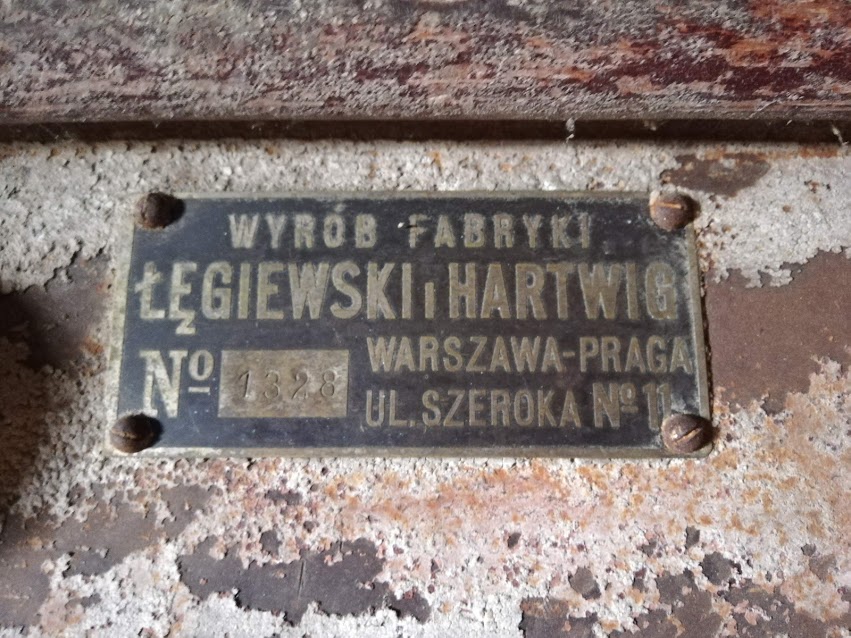 WYRÓB FABRYKI
ŁĘGIEWSKI i HARTWIG
No 1328
WARSZAWA-PRAGA
UL. SZEROKA No 11